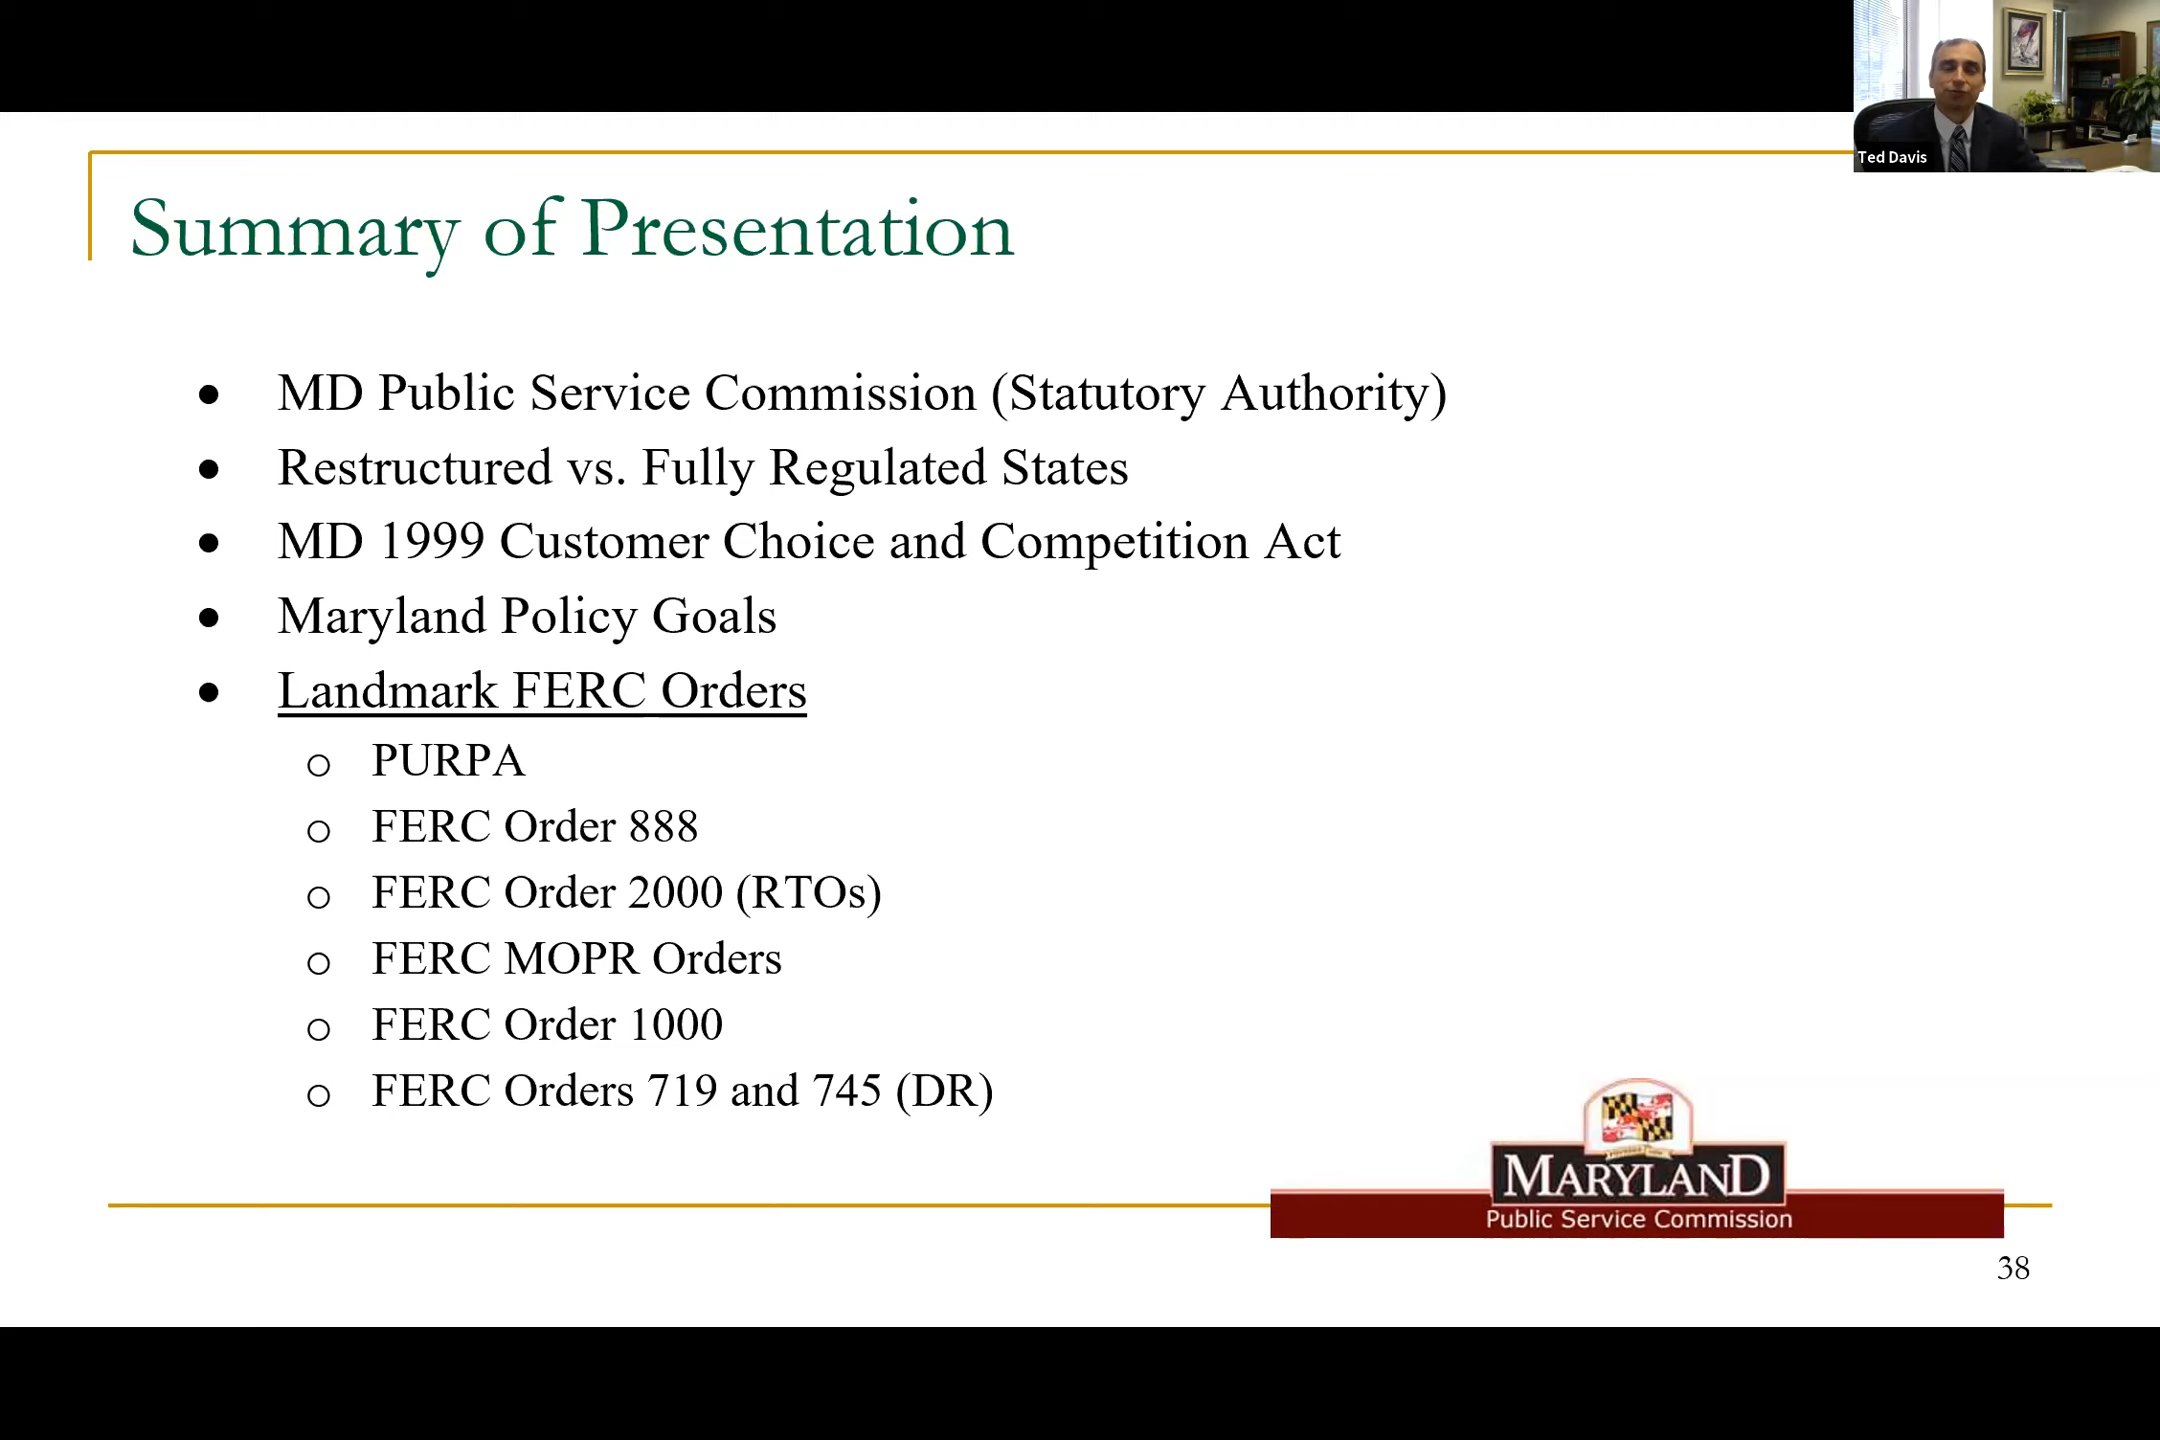 Ted Davis
Summary of Presentation
• MD Public Service Commission (Statutory Authority)
• Restructured vs. Fully Regulated States
• MD 1999 Customer Choice and Competition Act
• Maryland Policy Goals
• Landmark FERC Orders
o PURPA
o FERC Order 888
o FERC Order 2000 (RTOs)
o FERC MOPR Orders
o FERC Order 1000
o FERC Orders 719 and 745 (DR)
MARYLAND
Public Service Commission
38